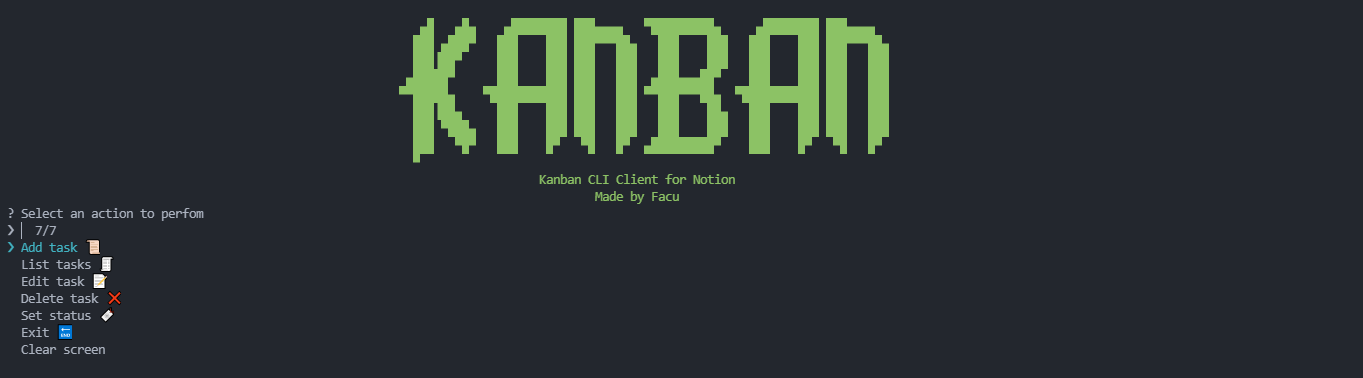 KANBAN
Kanban CLI Client for Notion
Made by Facu
? Select an action to perfom
❯ 7/7
❯ Add task 📜
List tasks 🧾
Edit task 📝
Delete task ❌
Set status 🏷️
Exit 🔚
Clear screen